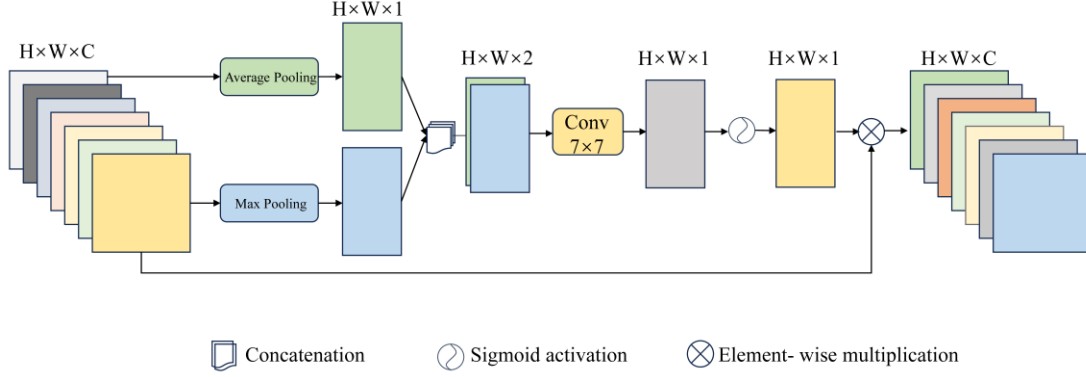 H×W×C
Average Pooling
Max Pooling
H×W×1
H×W×2
Conv
7×7
H×W×1
H×W×1
H×W×C
Concatenation
Sigmoid activation
Element- wise multiplication